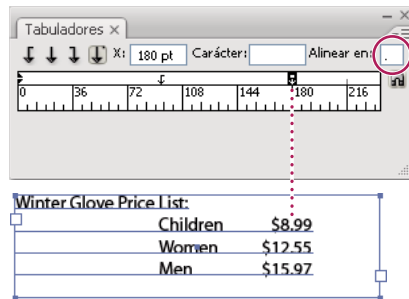 Tabuladores ×
X: 180 pt Carácter: Alinear en: .
0 36 72 108 144 180 216
Winter Glove Price List:
Children $8.99
Women $12.55
Men $15.97